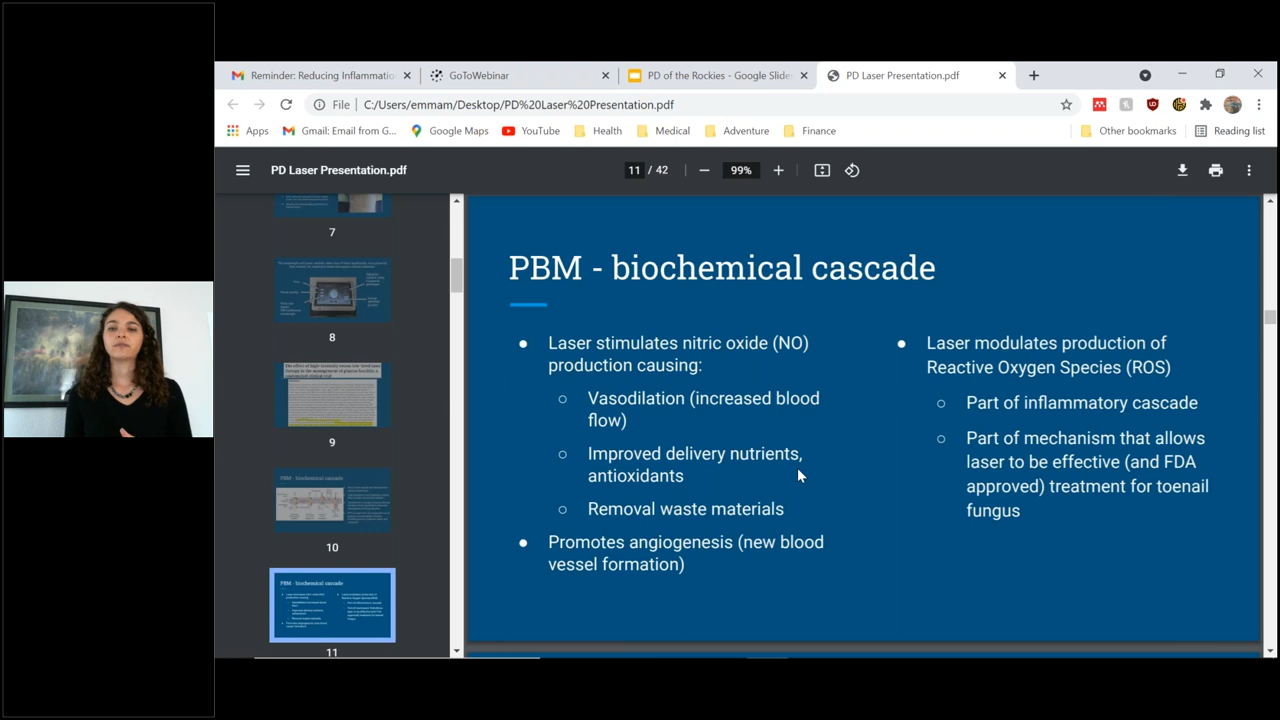 Reminder: Reducing Inflammatio
GoToWebinar
PD of the Rockies - Google Slides
PD Laser Presentation.pdf
File
C:/Users/emmam/Desktop/PD%20Laser%20Presentation.pdf
Apps
Gmail: Email from G...
Google Maps
YouTube
Health
Medical
Adventure
Finance
Other bookmarks
Reading list
PD Laser Presentation.pdf
11 / 42
99%
7
8
9
10
PBM - biochemical cascade
11
PBM - biochemical cascade
Laser stimulates nitric oxide (NO)
production causing:
Vasodilation (increased blood
flow)
Improved delivery nutrients,
antioxidants
Removal waste materials
Promotes angiogenesis (new blood
vessel formation)
Laser modulates production of
Reactive Oxygen Species (ROS)
Part of inflammatory cascade
Part of mechanism that allows
laser to be effective (and FDA
approved) treatment for toenail
fungus